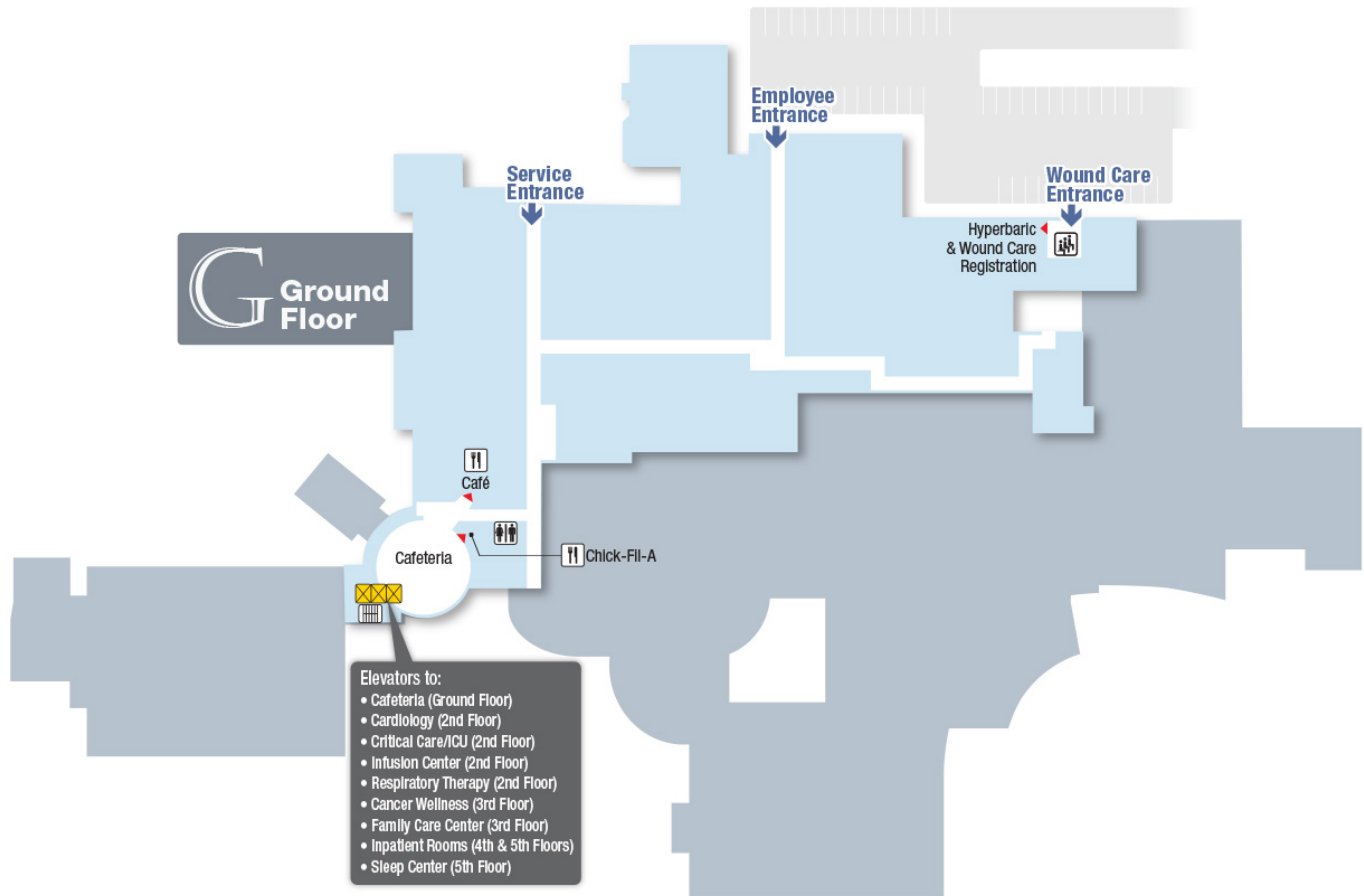 Employee
Entrance
Service
Entrance
Wound Care
Entrance
Hyperbaric
& Wound Care
Registration
G Ground
Floor
Café
Chick-Fil-A
Cafeteria
Elevators to:
• Cafeteria (Ground Floor)
• Cardiology (2nd Floor)
• Critical Care/ICU (2nd Floor)
• Infusion Center (2nd Floor)
• Respiratory Therapy (2nd Floor)
• Cancer Wellness (3rd Floor)
• Family Care Center (3rd Floor)
• Inpatient Rooms (4th & 5th Floors)
• Sleep Center (5th Floor)